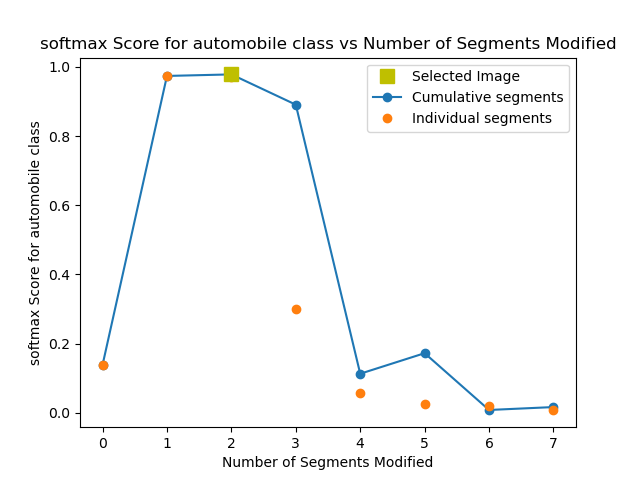 softmax Score for automobile class vs Number of Segments Modified
1.0
0.8
0.6
0.4
0.2
0.0
softmax Score for automobile class
Selected Image
Cumulative segments
Individual segments
0 1 2 3 4 5 6 7
Number of Segments Modified